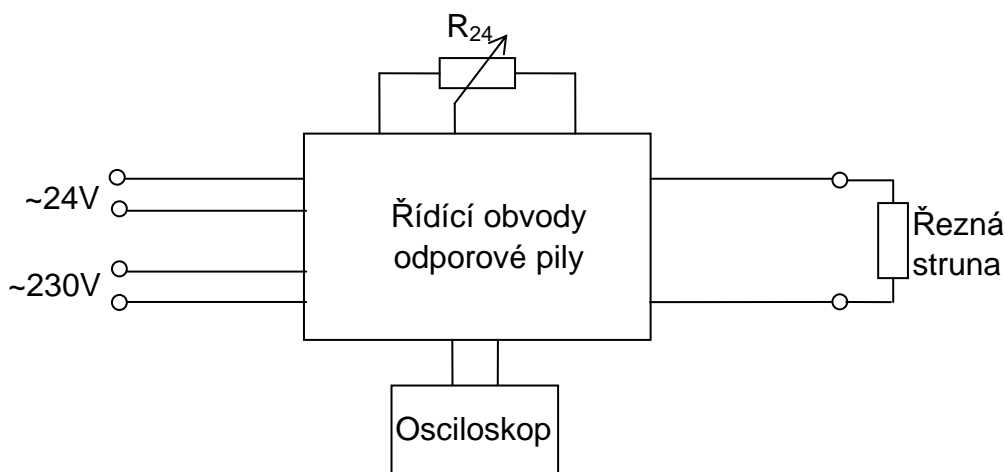 R24
~24V
~230V
Řídící obvody
odporové pily
Řezná
struna
Osciloskop